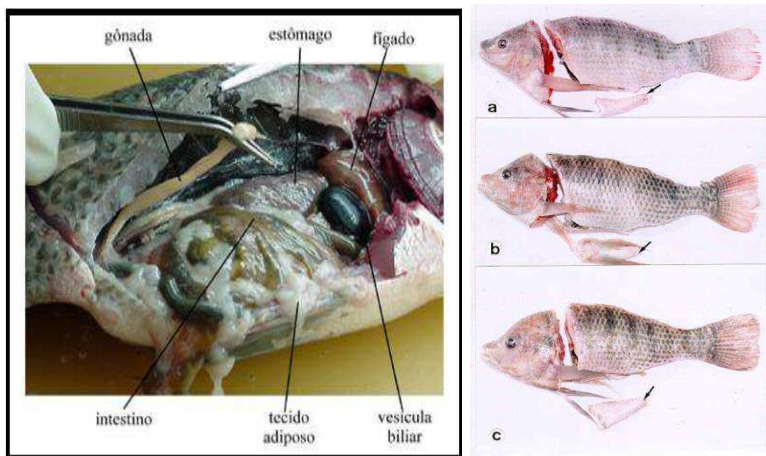 gônada
estômago
fígado
intestino
tecido
adiposo
vesícula
biliar
a
b
c